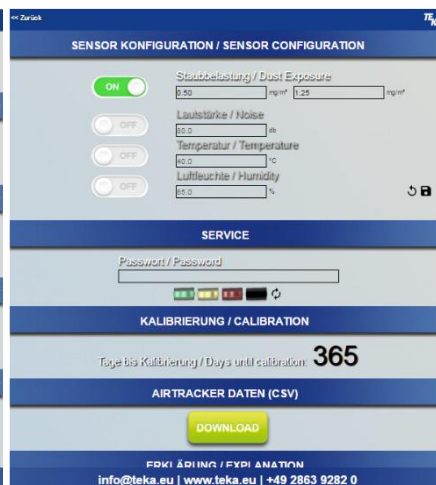 << Zurück
TE
SENSOR KONFIGURATION / SENSOR CONFIGURATION
Staubbelastung / Dust Exposure
ON
0.50 mg/m³ 1.25 mg/m³
Lautstärke / Noise
OFF
80.0 db
Temperatur / Temperature
OFF
40.0 °C
Luftfeuchte / Humidity
OFF
85.0 %
SERVICE
Passwort / Password
KALIBRIERUNG / CALIBRATION
Tage bis Kalibrierung / Days until calibration: 365
AIRTRACKER DATEN (CSV)
DOWNLOAD
ERKLÄRUNG / EXPLANATION
info@teka.eu | www.teka.eu | +49 2863 9282 0